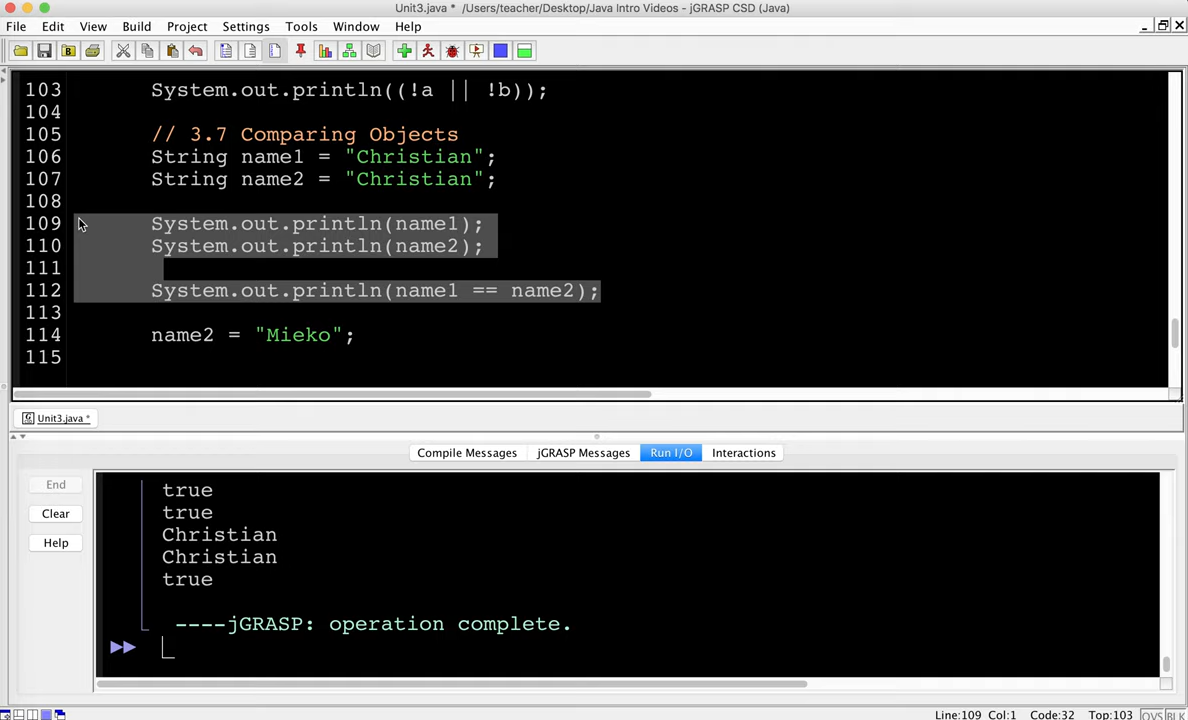 Unit3.java * /Users/teacher/Desktop/Java Intro Videos - jGRASP CSD (Java)
File Edit View Build Project Settings Tools Window Help
103 System.out.println((!a || !b));
104
105 // 3.7 Comparing Objects
106 String name1 = "Christian";
107 String name2 = "Christian";
108
109 System.out.println(name1);
110 System.out.println(name2);
111
112 System.out.println(name1 == name2);
113
114 name2 = "Mieko";
115
Unit3.java *
Compile Messages jGRASP Messages Run I/O Interactions
End
Clear
Help
true
true
Christian
Christian
true
----jGRASP: operation complete.
Line:109 Col:1 Code:32 Top:103 OVS BLK